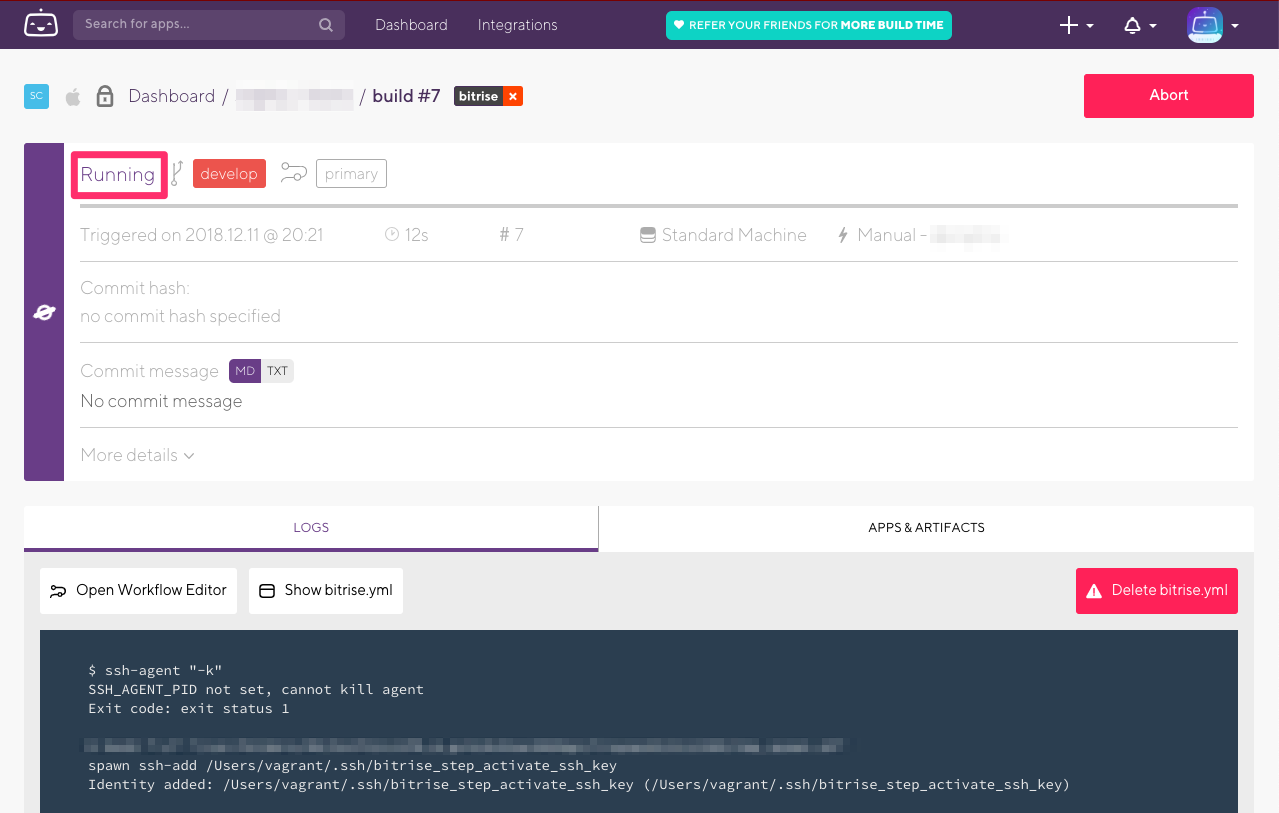 Search for apps...
Dashboard
Integrations
REFER YOUR FRIENDS FOR MORE BUILD TIME
SC
Dashboard / / build #7
bitrise x
Abort
Running
develop
primary
Triggered on 2018.12.11 @ 20:21
12s
# 7
Standard Machine
Manual -
Commit hash:
no commit hash specified
Commit message
MD TXT
No commit message
More details
LOGS
APPS & ARTIFACTS
Open Workflow Editor
Show bitrise.yml
Delete bitrise.yml
$ ssh-agent "-k"
SSH_AGENT_PID not set, cannot kill agent
Exit code: exit status 1
spawn ssh-add /Users/vagrant/.ssh/bitrise_step_activate_ssh_key
Identity added: /Users/vagrant/.ssh/bitrise_step_activate_ssh_key (/Users/vagrant/.ssh/bitrise_step_activate_ssh_key)